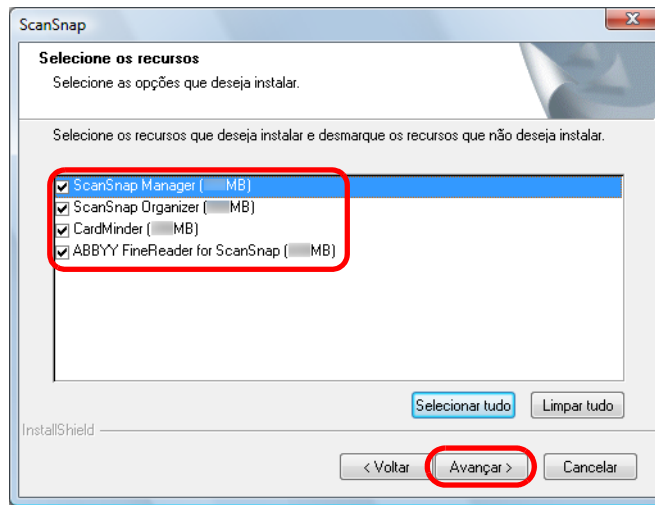 ScanSnap
Selecione os recursos
Selecione as opções que deseja instalar.
Selecione os recursos que deseja instalar e desmarque os recursos que não deseja instalar.
ScanSnap Manager ( MB)
ScanSnap Organizer ( MB)
CardMinder ( MB)
ABBYY FineReader for ScanSnap ( MB)
Selecionar tudo Limpar tudo
InstallShield
< Voltar Avançar > Cancelar